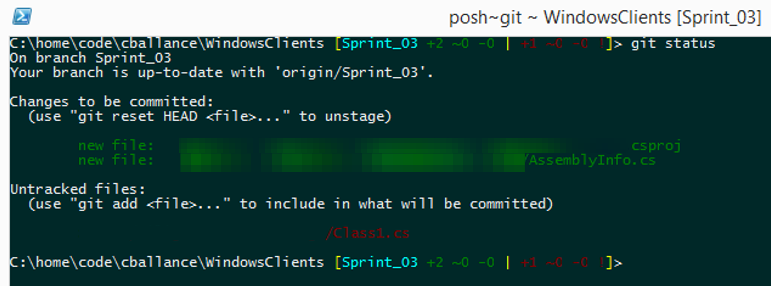 posh~git ~ WindowsClients [Sprint_03]
C:\home\code\cballance\WindowsClients [Sprint_03 +2 ~0 -0 | +1 ~0 -0 !]> git status
On branch Sprint_03
Your branch is up-to-date with 'origin/Sprint_03'.
Changes to be committed:
(use "git reset HEAD <file>..." to unstage)
new file: csproj
new file: /AssemblyInfo.cs
Untracked files:
(use "git add <file>..." to include in what will be committed)
/Class1.cs
C:\home\code\cballance\WindowsClients [Sprint_03 +2 ~0 -0 | +1 ~0 -0 !]>